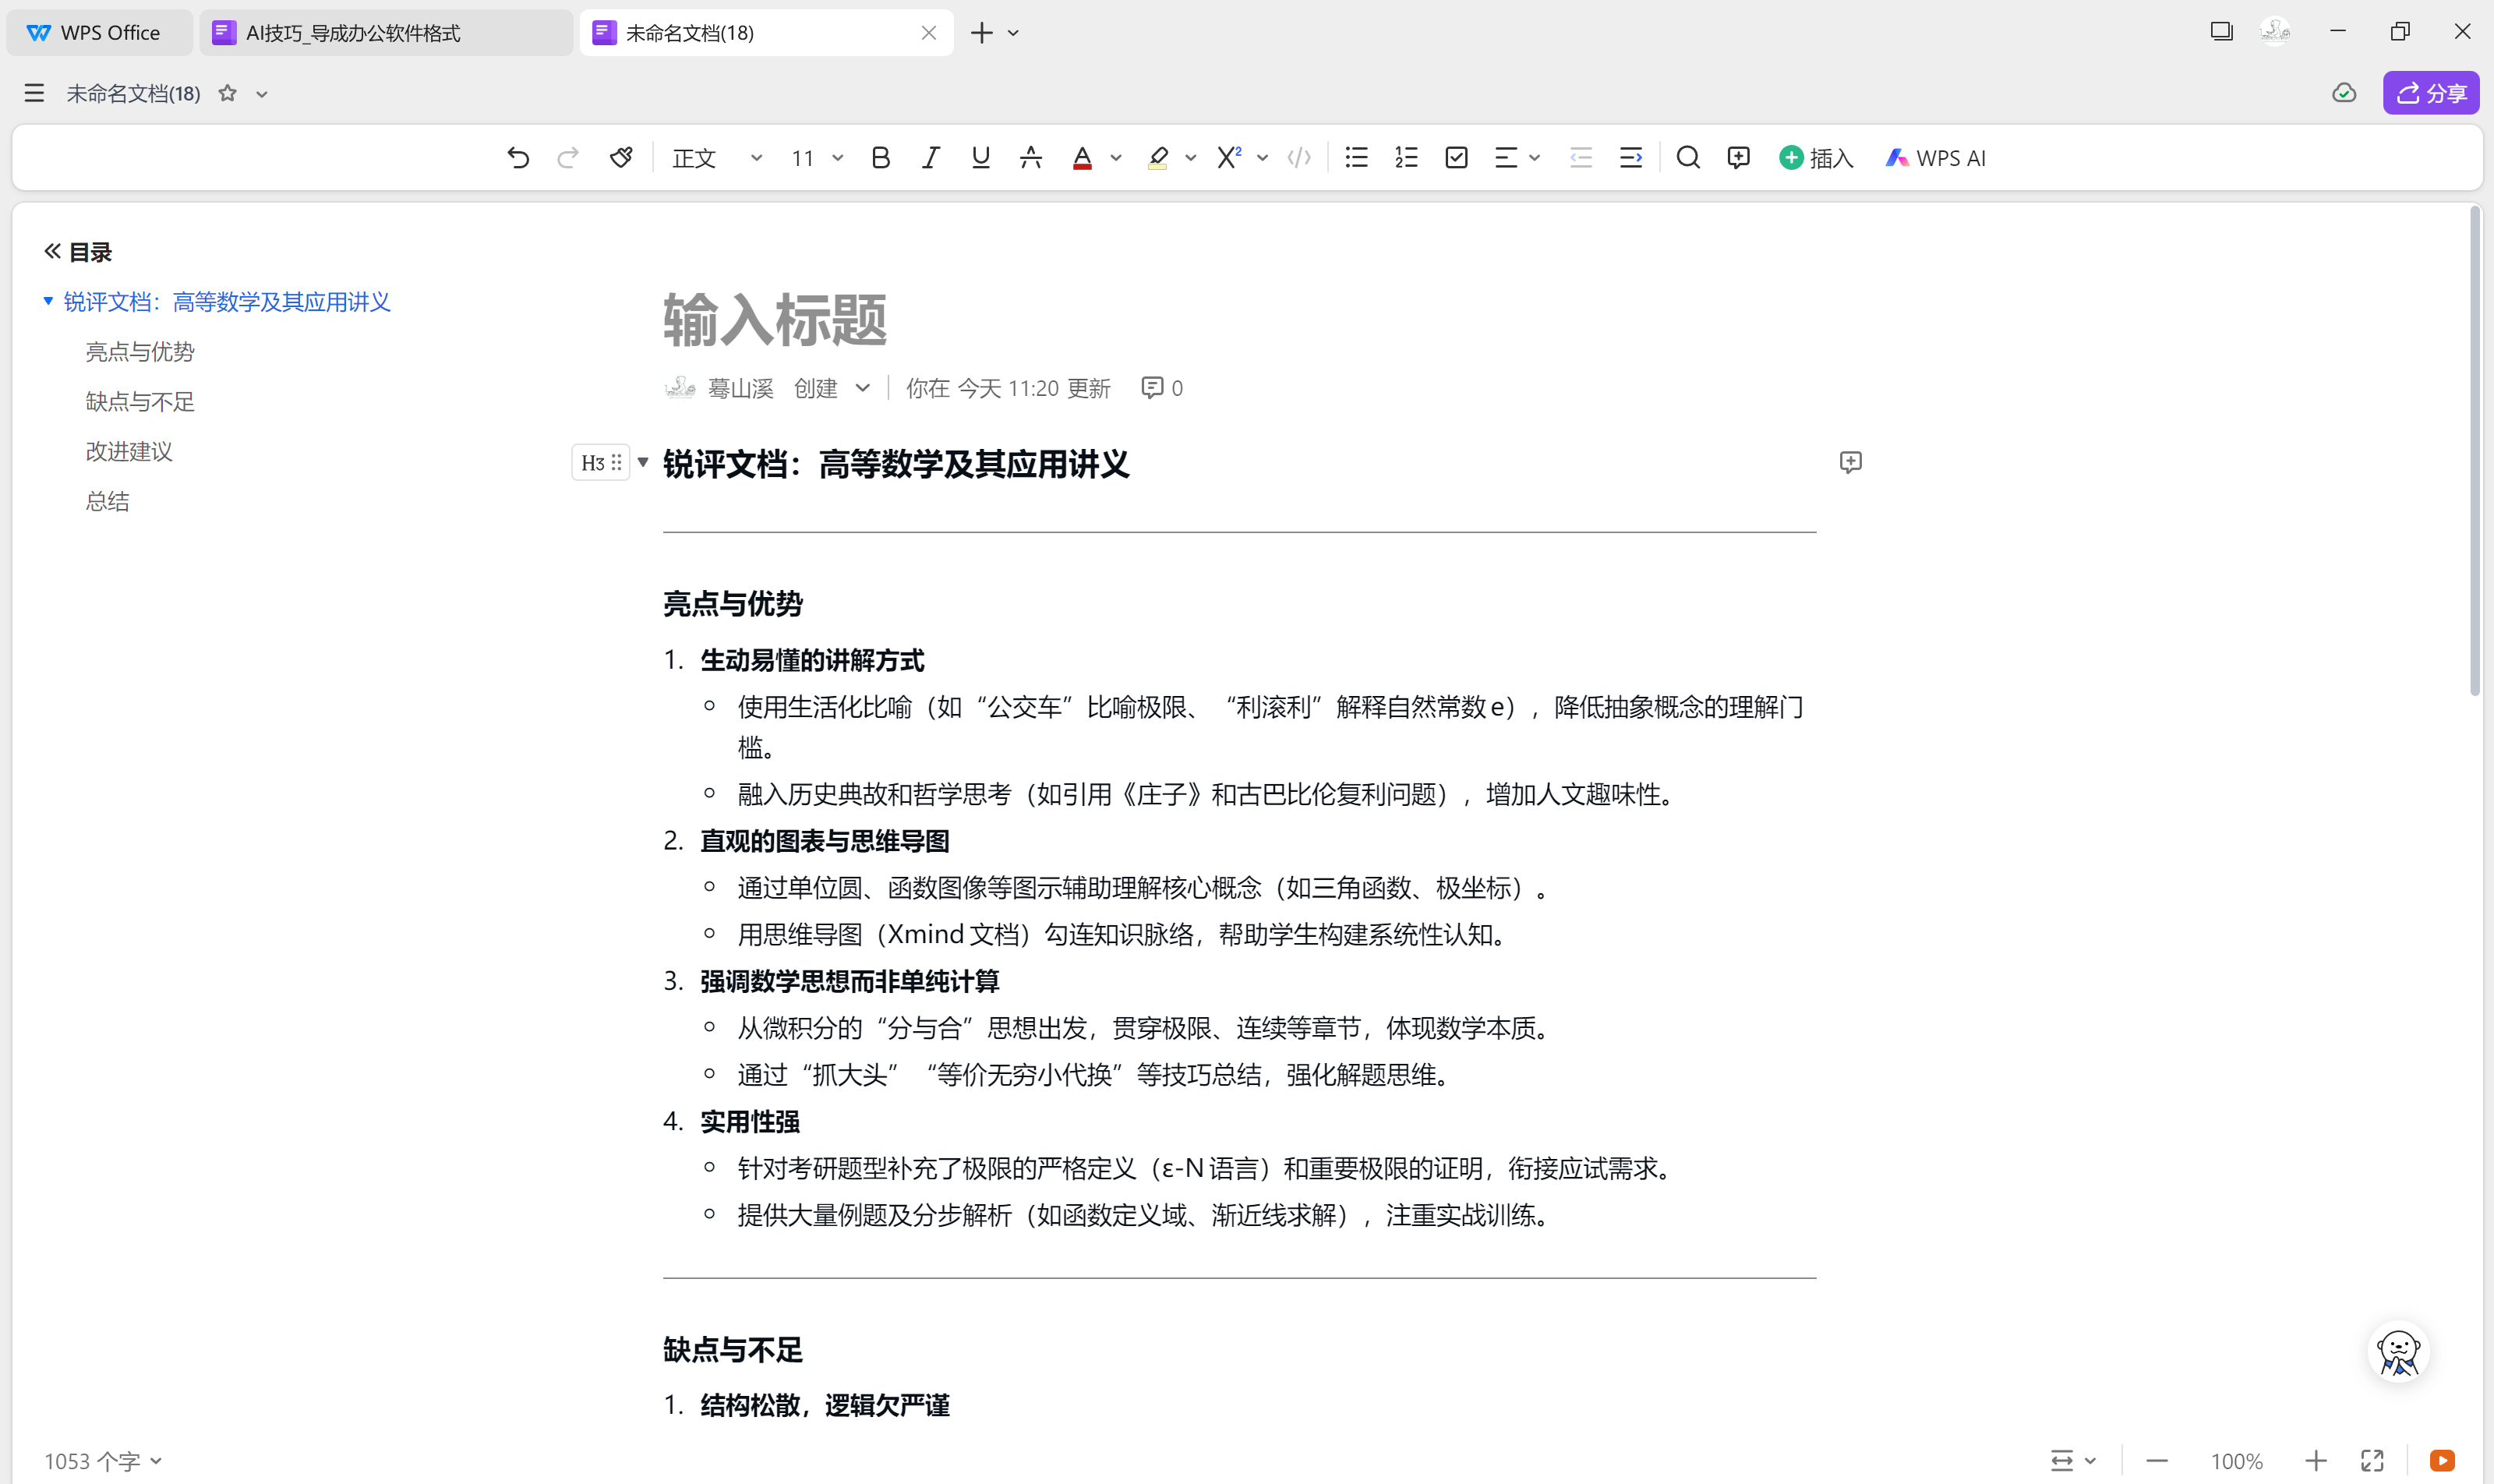 WPS Office
AI技巧_导成办公软件格式
未命名文档(18)
未命名文档(18)
分享
正文
11
插入
WPS AI
目录
锐评文档：高等数学及其应用讲义
亮点与优势
缺点与不足
改进建议
总结
输入标题
蓦山溪 创建 你在 今天 11:20 更新 0
H3
锐评文档：高等数学及其应用讲义
亮点与优势
1. 生动易懂的讲解方式
使用生活化比喻（如“公交车”比喻极限、“利滚利”解释自然常数 e），降低抽象概念的理解门
槛。
融入历史典故和哲学思考（如引用《庄子》和古巴比伦复利问题），增加人文趣味性。
2. 直观的图表与思维导图
通过单位圆、函数图像等图示辅助理解核心概念（如三角函数、极坐标）。
用思维导图（Xmind 文档）勾连知识脉络，帮助学生构建系统性认知。
3. 强调数学思想而非单纯计算
从微积分的“分与合”思想出发，贯穿极限、连续等章节，体现数学本质。
通过“抓大头”“等价无穷小代换”等技巧总结，强化解题思维。
4. 实用性强
针对考研题型补充了极限的严格定义（ε-N 语言）和重要极限的证明，衔接应试需求。
提供大量例题及分步解析（如函数定义域、渐近线求解），注重实战训练。
缺点与不足
1. 结构松散，逻辑欠严谨
1053 个字
100%